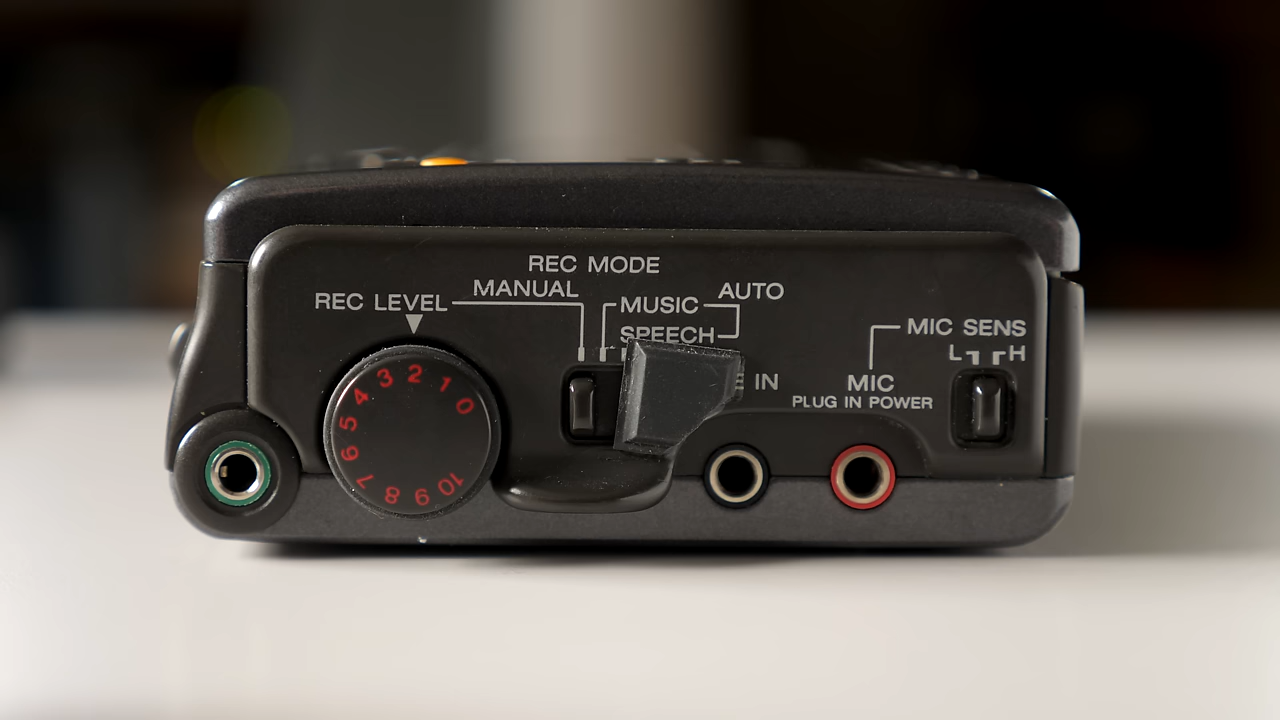 REC MODE
MANUAL
AUTO
REC LEVEL
MUSIC
SPEECH
MIC SENS
L H
IN
MIC
PLUG IN POWER
0 1 2 3 4 5 6 7 8 9 10